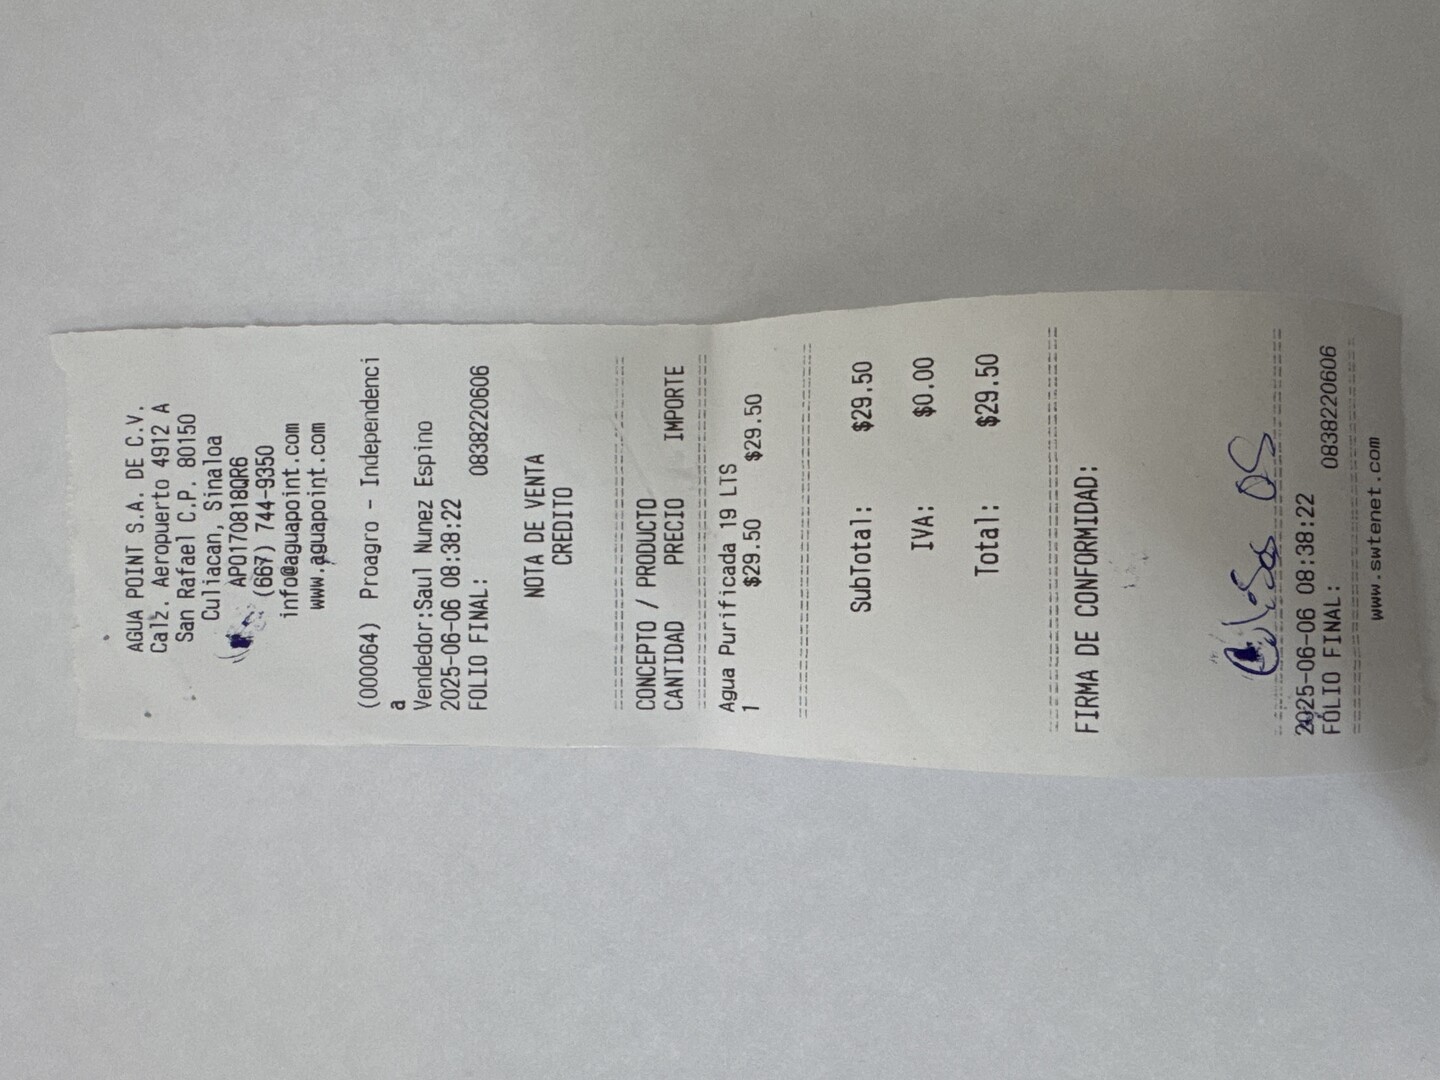 AGUA POINT S.A. DE C.V.
Calz. Aeropuerto 4912 A
San Rafael C.P. 80150
Culiacan, Sinaloa
APO170818QR6
(667) 744-9350
info@aguapoint.com
www.aguapoint.com
(000064) Proagro - Independenci
a
Vendedor:Saul Nunez Espino
2025-06-06 08:38:22
FOLIO FINAL: 0838220606
NOTA DE VENTA
CREDITO
CONCEPTO / PRODUCTO
CANTIDAD PRECIO IMPORTE
Agua Purificada 19 LTS
1 $29.50 $29.50
SubTotal: $29.50
IVA: $0.00
Total: $29.50
FIRMA DE CONFORMIDAD:
2025-06-06 08:38:22
FOLIO FINAL: 0838220606
www.swtenet.com